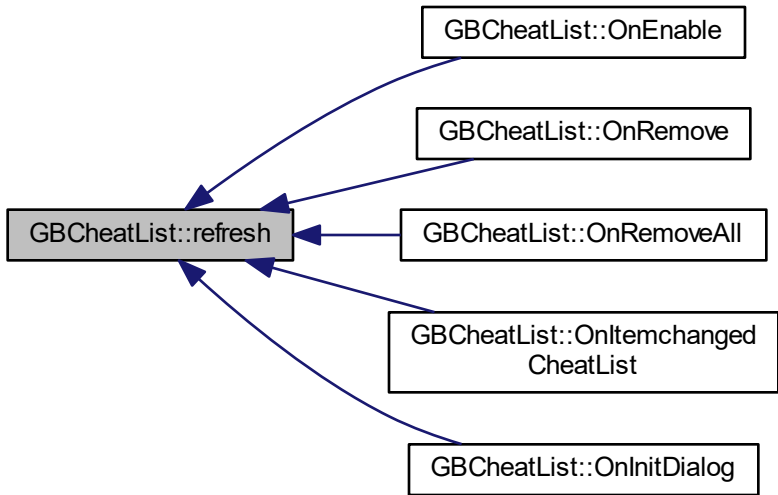 GBCheatList::OnEnable
GBCheatList::OnRemove
GBCheatList::refresh
GBCheatList::OnRemoveAll
GBCheatList::OnItemchanged
CheatList
GBCheatList::OnInitDialog